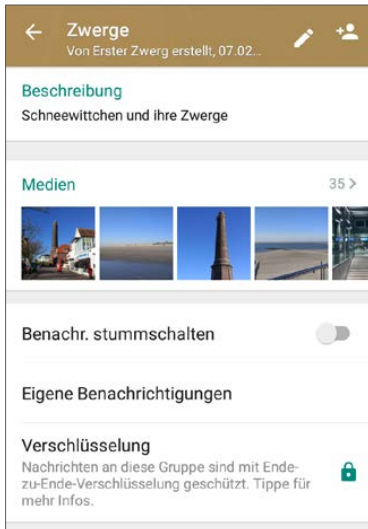 Zwerge
Von Erster Zwerg erstellt, 07.02...
Beschreibung
Schneewittchen und ihre Zwerge
Medien
35 >
Benachr. stummschalten
Eigene Benachrichtigungen
Verschlüsselung
Nachrichten an diese Gruppe sind mit Ende-
zu-Ende-Verschlüsselung geschützt. Tippe für
mehr Infos.